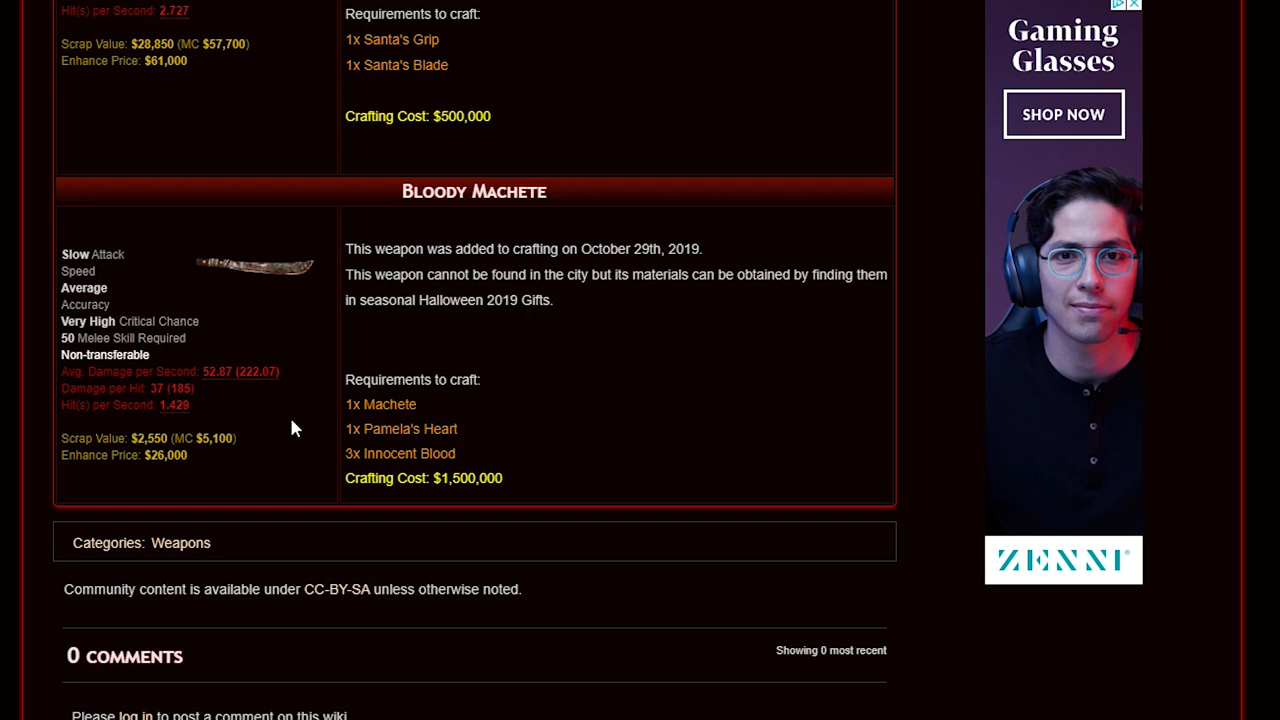 Hit(s) per Second: 2.727
Scrap Value: $28,850 (MC $57,700)
Enhance Price: $61,000
Requirements to craft:
1x Santa's Grip
1x Santa's Blade
Crafting Cost: $500,000
Bloody Machete
Slow Attack
Speed
Average
Accuracy
Very High Critical Chance
50 Melee Skill Required
Non-transferable
Avg. Damage per Second: 52.87 (222.07)
Damage per Hit: 37 (185)
Hit(s) per Second: 1.429
Scrap Value: $2,550 (MC $5,100)
Enhance Price: $26,000
This weapon was added to crafting on October 29th, 2019.
This weapon cannot be found in the city but its materials can be obtained by finding them
in seasonal Halloween 2019 Gifts.
Requirements to craft:
1x Machete
1x Pamela's Heart
3x Innocent Blood
Crafting Cost: $1,500,000
Categories: Weapons
Community content is available under CC-BY-SA unless otherwise noted.
0 comments
Showing 0 most recent
Please log in to post a comment on this wiki
Gaming
Glasses
SHOP NOW
ZENNI®